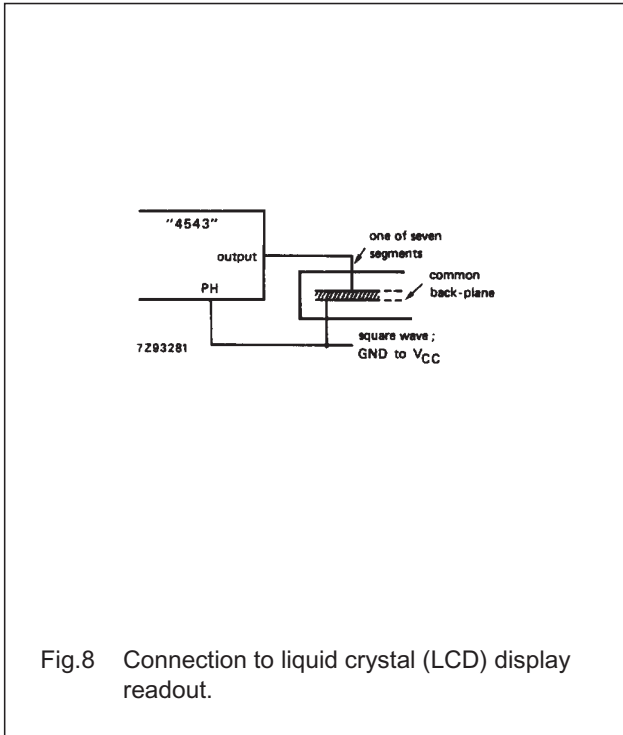 "4543"
output
PH
one of seven
segments
common
back-plane
square wave ;
GND to VCC
7Z93281
Fig.8 Connection to liquid crystal (LCD) display
readout.